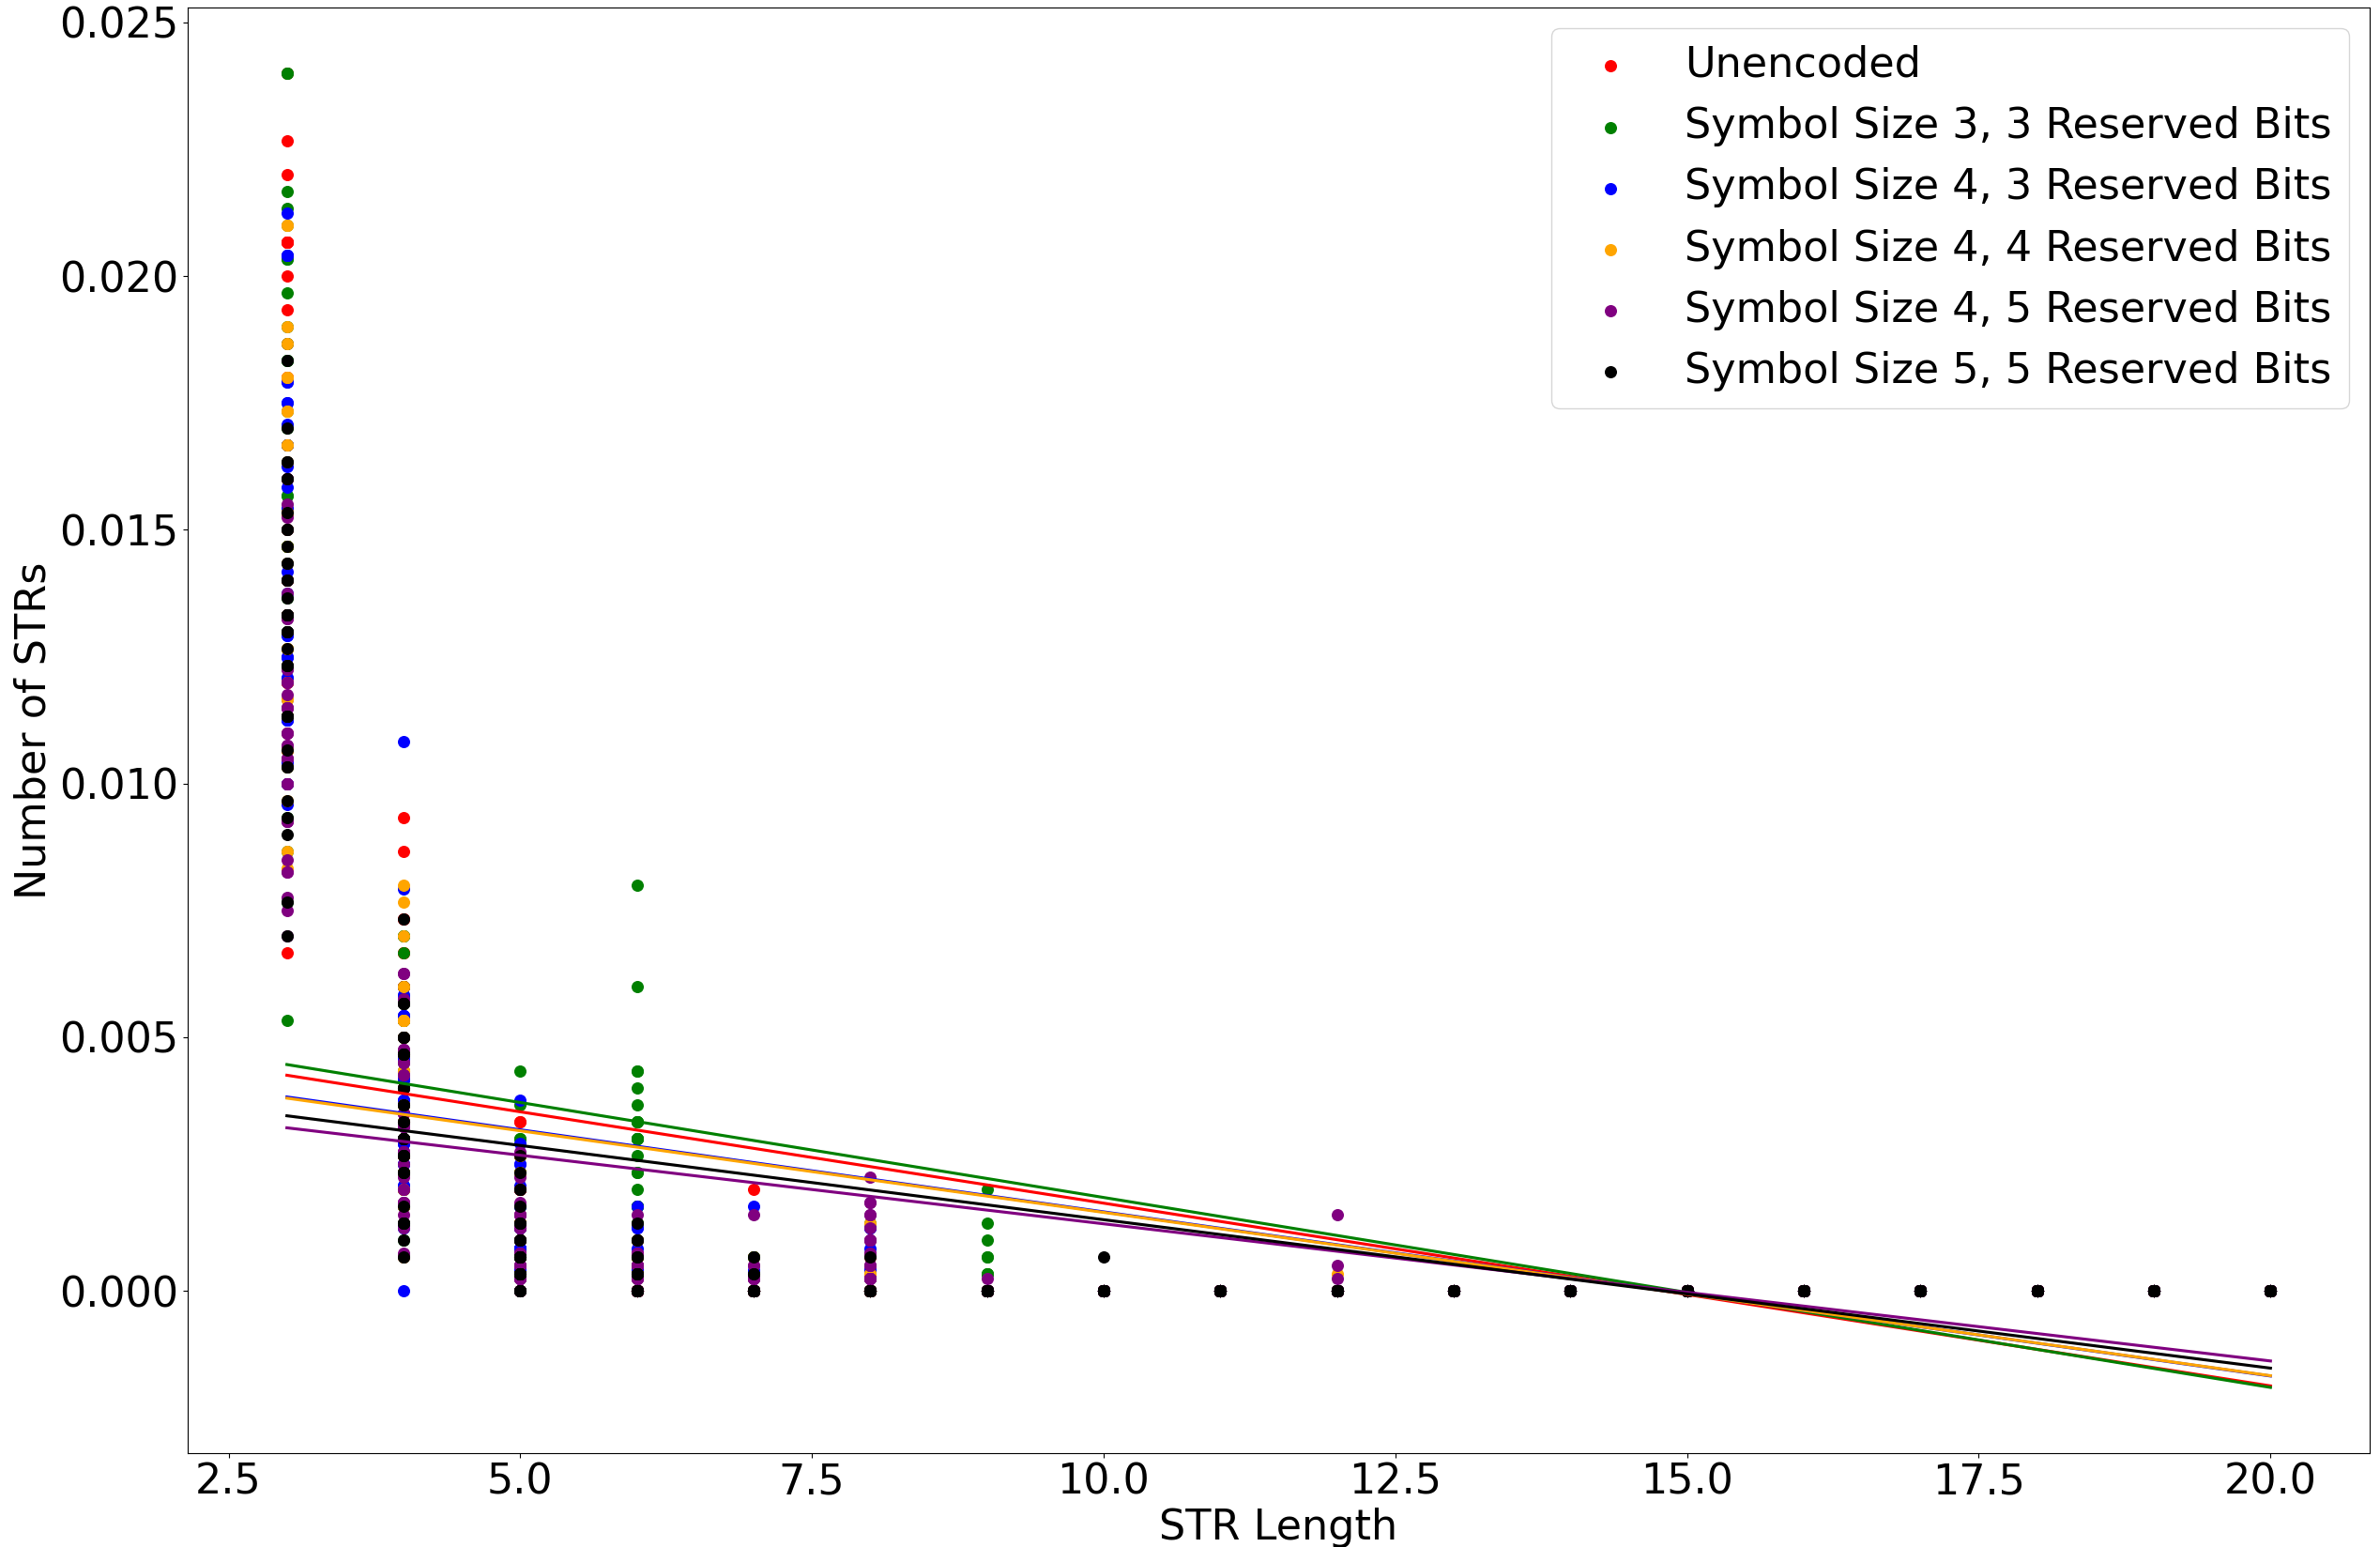 0.025
0.020
0.015
0.010
0.005
0.000
Number of STRs
2.5 5.0 7.5 10.0 12.5 15.0 17.5 20.0
STR Length
Unencoded
Symbol Size 3, 3 Reserved Bits
Symbol Size 4, 3 Reserved Bits
Symbol Size 4, 4 Reserved Bits
Symbol Size 4, 5 Reserved Bits
Symbol Size 5, 5 Reserved Bits